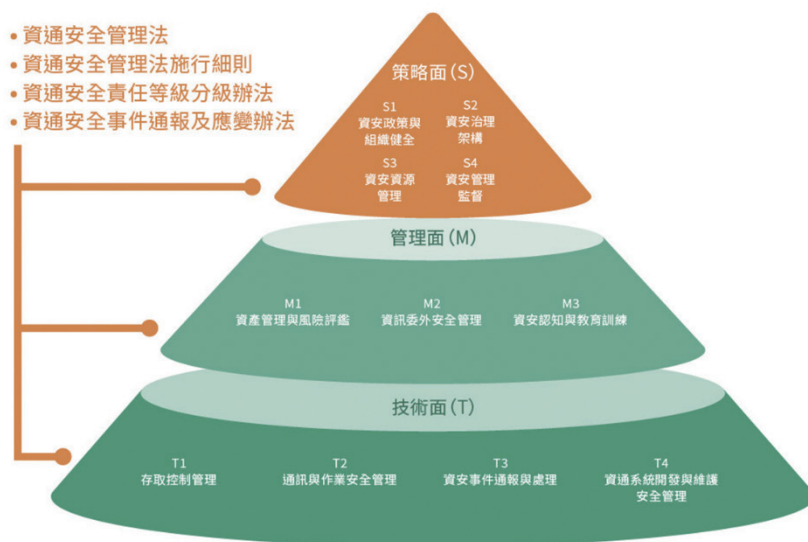 • 資通安全管理法
• 資通安全管理法施行細則
• 資通安全責任等級分級辦法
• 資通安全事件通報及應變辦法
策略面(S)
S1
資安政策與
組織健全
S2
資安治理
架構
S3
資安資源
管理
S4
資安管理
監督
管理面(M)
M1
資產管理與風險評鑑
M2
資訊委外安全管理
M3
資安認知與教育訓練
技術面(T)
T1
存取控制管理
T2
通訊與作業安全管理
T3
資安事件通報與處理
T4
資通系統開發與維護
安全管理